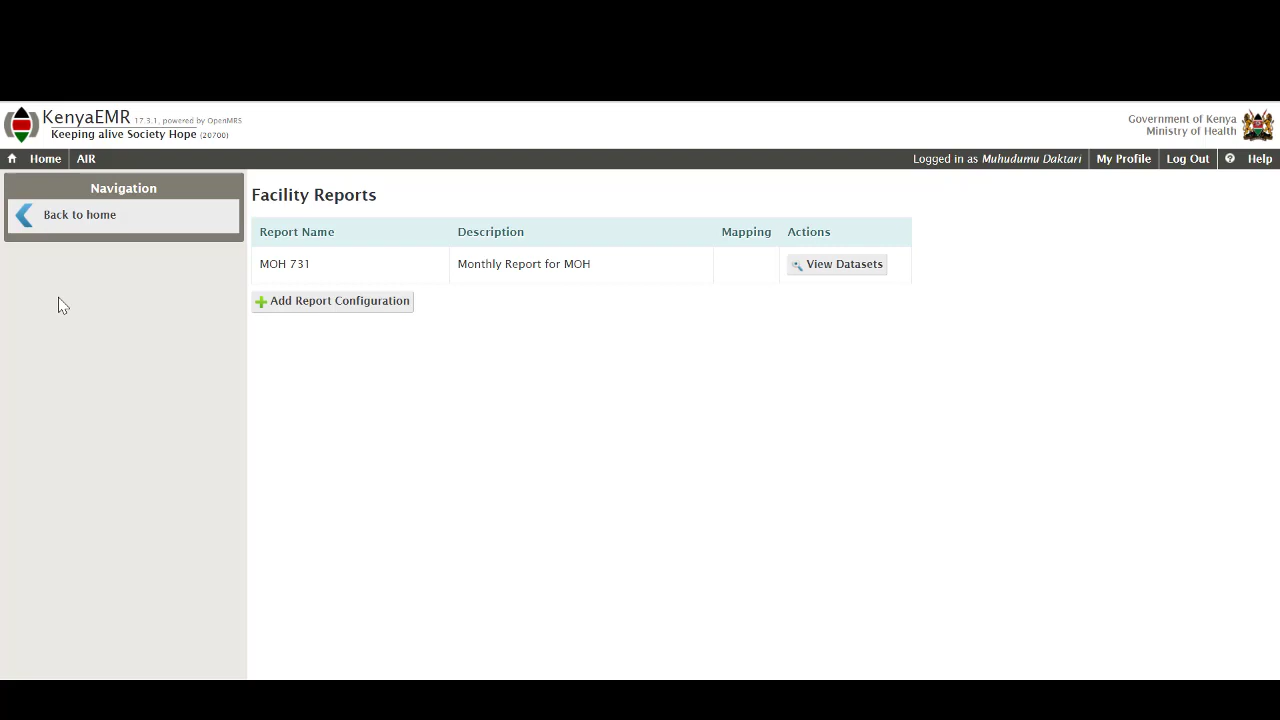 KenyaEMR 17.3.1, powered by OpenMRS
Keeping alive Society Hope (20700)
Government of Kenya
Ministry of Health
Home AIR Logged in as Muhudumu Daktari My Profile Log Out Help
Navigation
Back to home
Facility Reports
Report Name Description Mapping Actions
MOH 731 Monthly Report for MOH View Datasets
Add Report Configuration